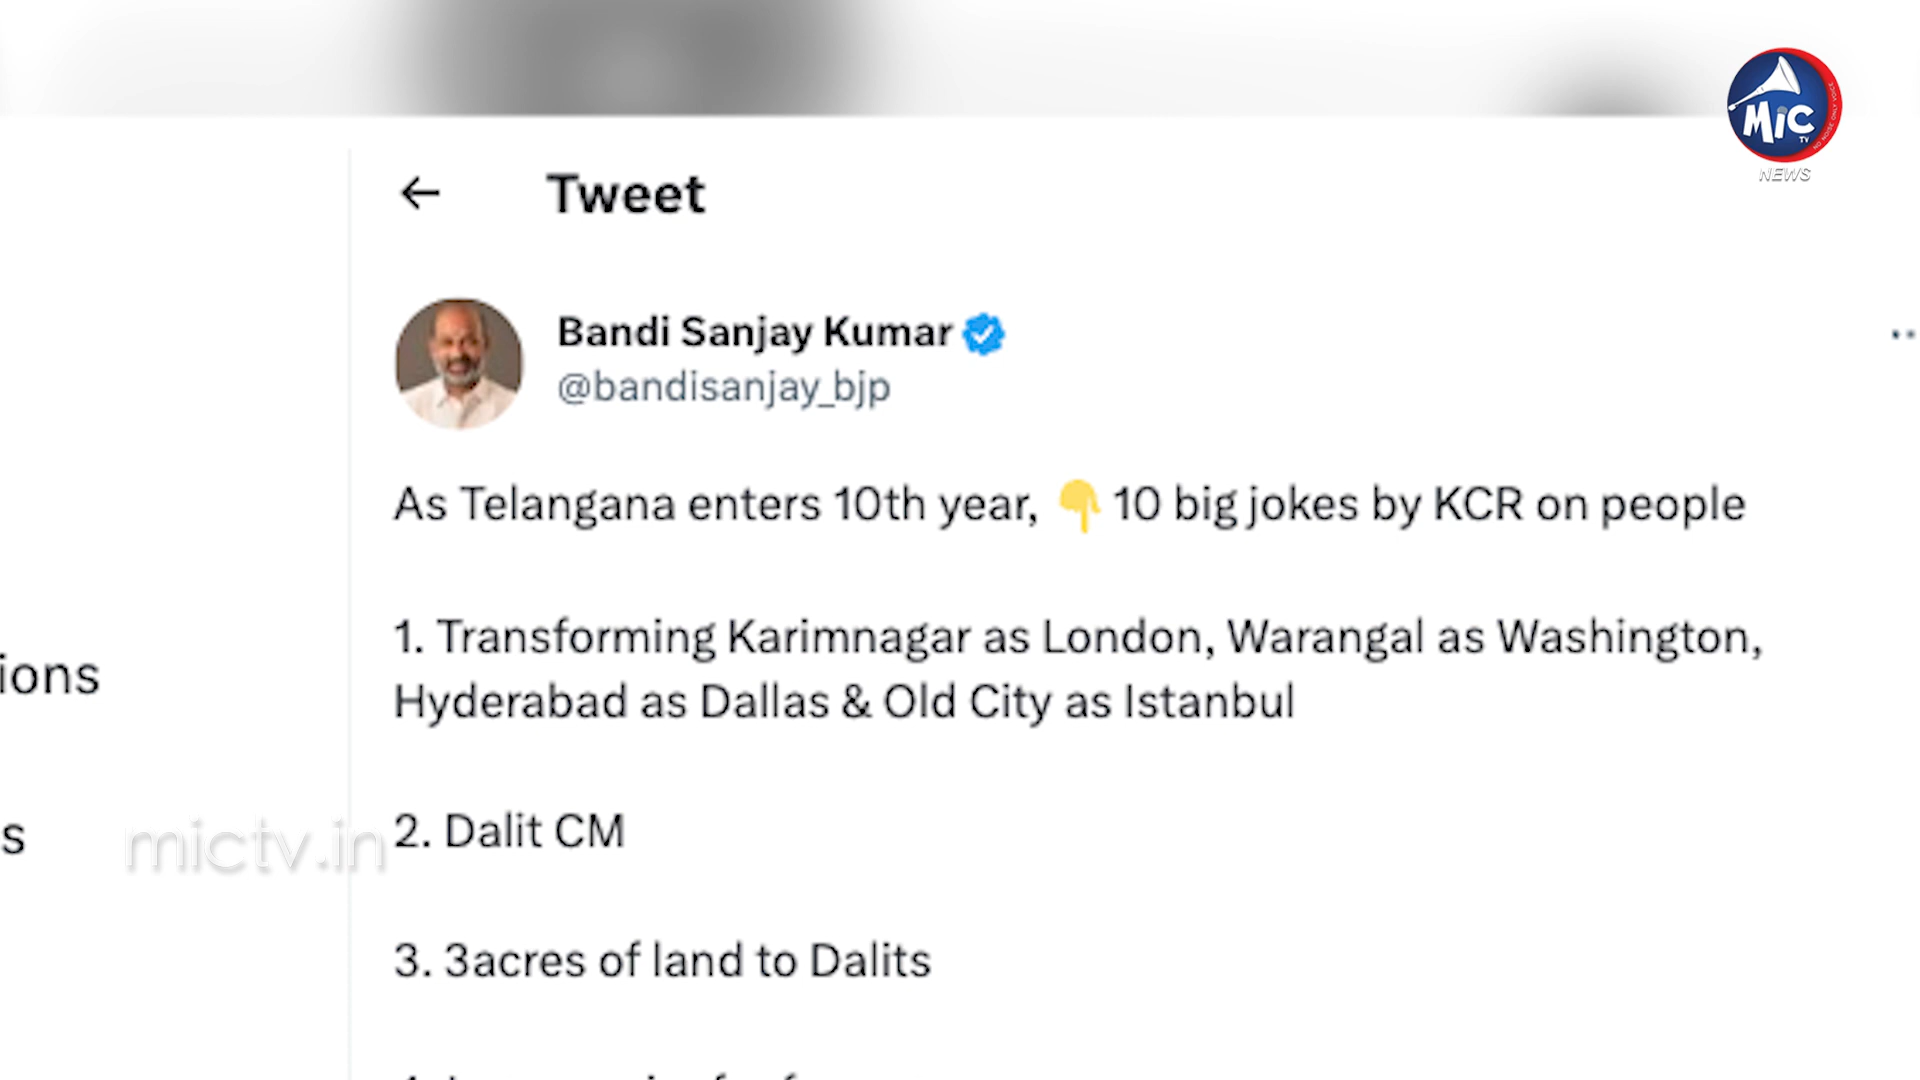 MiC
TV
NEWS
← Tweet
Bandi Sanjay Kumar
@bandisanjay_bjp
As Telangana enters 10th year, 👇 10 big jokes by KCR on people
1. Transforming Karimnagar as London, Warangal as Washington,
Hyderabad as Dallas & Old City as Istanbul
ions
2. Dalit CM
s
mictv.in
3. 3acres of land to Dalits